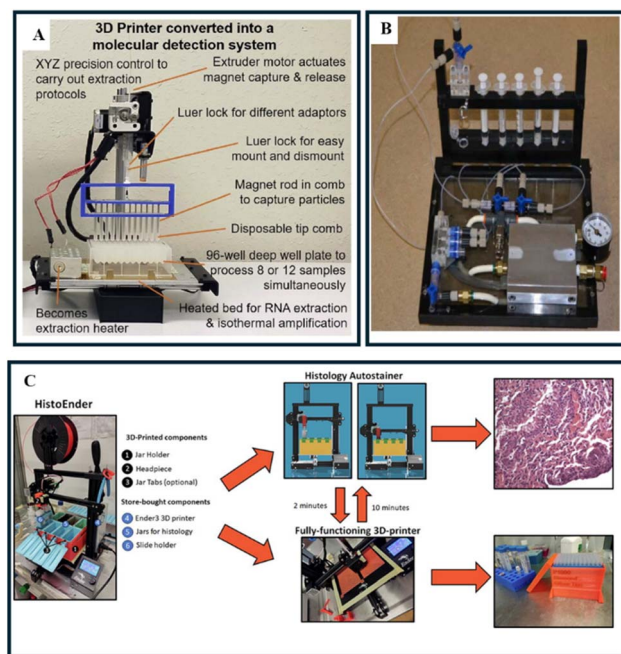 A
3D Printer converted into a
molecular detection system
XYZ precision control to
carry out extraction
protocols
Extruder motor actuates
magnet capture & release
Luer lock for different adaptors
Luer lock for easy
mount and dismount
Magnet rod in comb
to capture particles
Disposable tip comb
96-well deep well plate to
process 8 or 12 samples
simultaneously
Becomes
extraction heater
Heated bed for RNA extraction
& isothermal amplification
B
C
HistoEnder
3D-Printed components
1 Jar Holder
2 Headpiece
3 Jar Tabs (optional)
Store-bought components
4 Ender3 3D printer
5 Jars for histology
6 Slide holder
Histology Autostainer
2 minutes
10 minutes
Fully-functioning 3D-printer